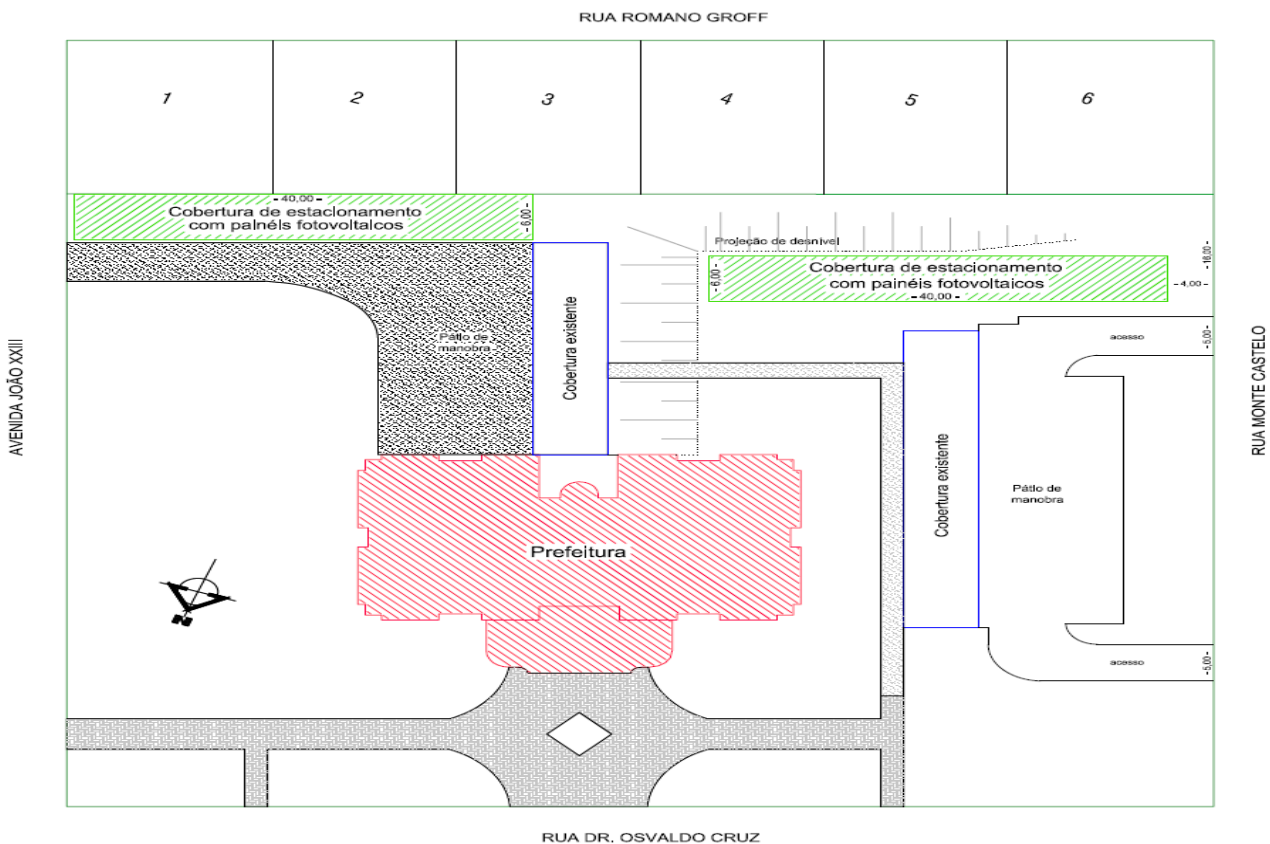 RUA ROMANO GROFF
1
2
3
4
5
6
- 40,00 -
Cobertura de estacionamento
com painéis fotovoltaicos
- 6,00 -
Projeção de desnível
- 16,00 -
Cobertura de estacionamento
com painéis fotovoltaicos
- 6,00 -
- 40,00 -
- 4,00 -
AVENIDA JOÃO XXIII
Pátio de
manobra
Cobertura existente
acesso
- 5,00 -
RUA MONTE CASTELO
Cobertura existente
Pátio de
manobra
Prefeitura
N
acesso
- 5,00 -
RUA DR. OSVALDO CRUZ